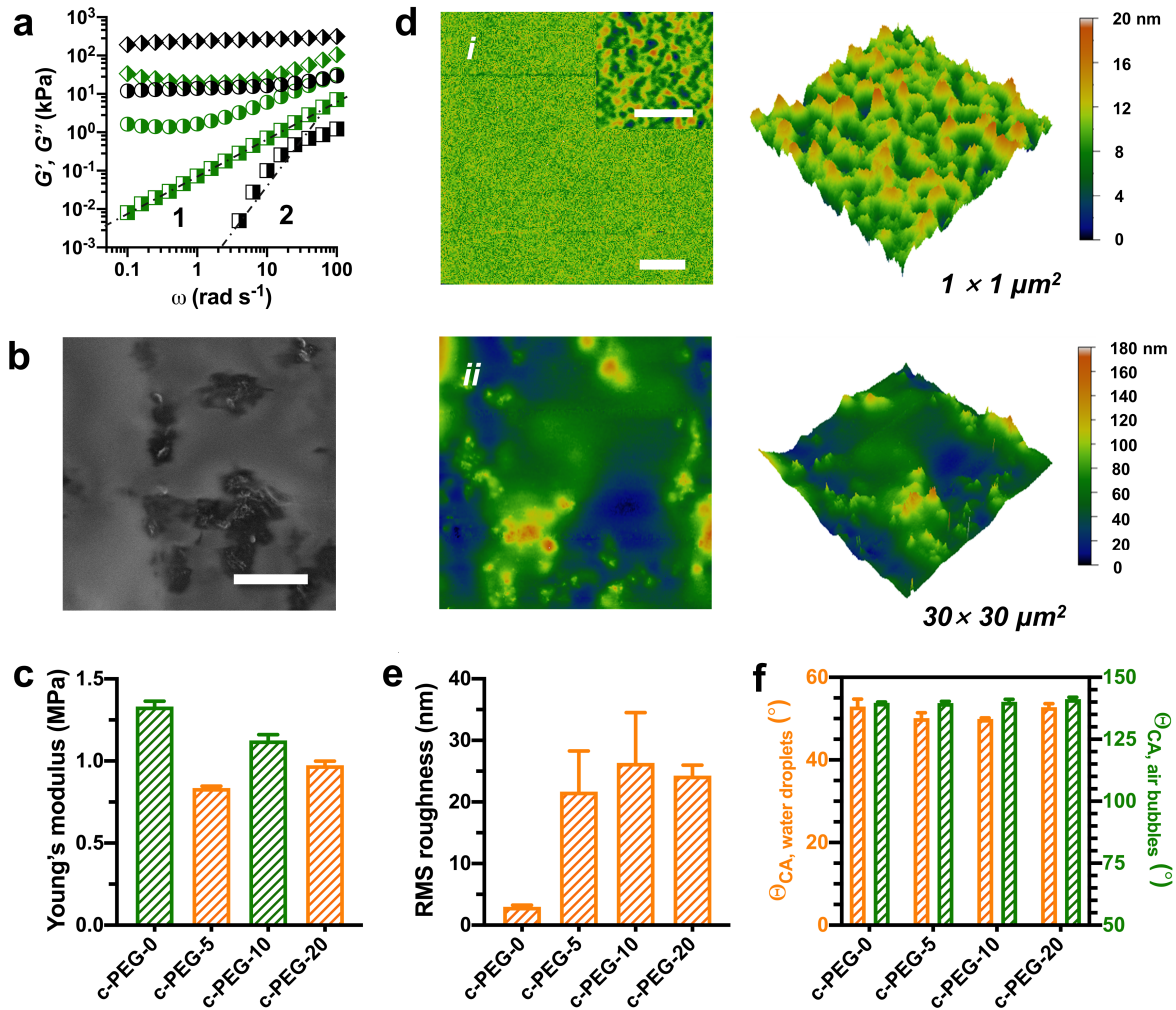 a
G′, G″ (kPa)
10³
10²
10¹
10⁰
10⁻¹
10⁻²
10⁻³
1
2
0.1 1 10 100
ω (rad s⁻¹)
d
i
20 nm
16
12
8
4
0
1 × 1 µm²
b
ii
180 nm
160
140
120
100
80
60
40
20
0
30× 30 µm²
c
Young's modulus (MPa)
1.5
1.0
0.5
0.0
c-PEG-0 c-PEG-5 c-PEG-10 c-PEG-20
e
RMS roughness (nm)
40
30
20
10
0
c-PEG-0 c-PEG-5 c-PEG-10 c-PEG-20
f
ΘCA, water droplets (°)
60
40
20
0
150
125
100
75
50
ΘCA, air bubbles (°)
c-PEG-0 c-PEG-5 c-PEG-10 c-PEG-20